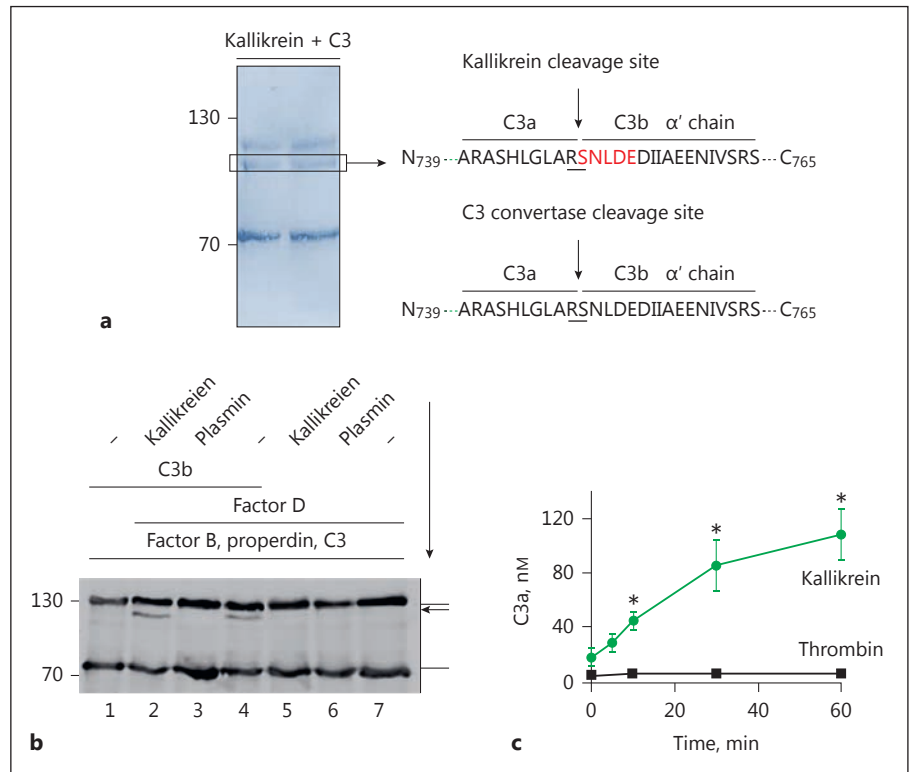 Kallikrein + C3
130
70
Kallikrein cleavage site
C3a C3b α′ chain
N739 ARASHLGLARSNLDEDIIAEENIVSRS C765
C3 convertase cleavage site
C3a C3b α′ chain
N739 ARASHLGLARSNLDEDIIAEENIVSRS C765
a
– Kallikreien Plasmin – Kallikreien Plasmin –
C3b
Factor D
Factor B, properdin, C3
130
70
1 2 3 4 5 6 7
b
C3a, nM
120
80
40
0
* * *
Kallikrein
Thrombin
0 20 40 60
Time, min
c